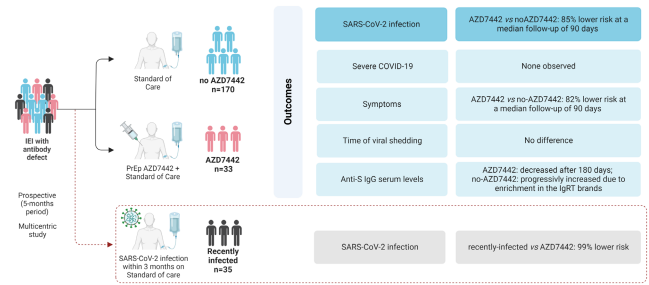 IEI with
antibody
defect
Prospective
(5-months
period)
Multicentric
study
Standard of
Care
no AZD7442
n=170
PrEp AZD7442 +
Standard of Care
AZD7442
n=33
SARS-CoV-2 infection
within 3 months on
Standard of care
Recently
infected
n=35
Outcomes
SARS-CoV-2 infection
AZD7442 vs noAZD7442: 85% lower risk at a
median follow-up of 90 days
Severe COVID-19
None observed
Symptoms
AZD7442 vs no-AZD7442: 82% lower risk at
a median follow-up of 90 days
Time of viral shedding
No difference
Anti-S IgG serum levels
AZD7442: decreased after 180 days;
no-AZD7442: progressivly increased due to
enrichment in the IgRT brands
SARS-CoV-2 infection
recently-infected vs AZD7442: 99% lower risk